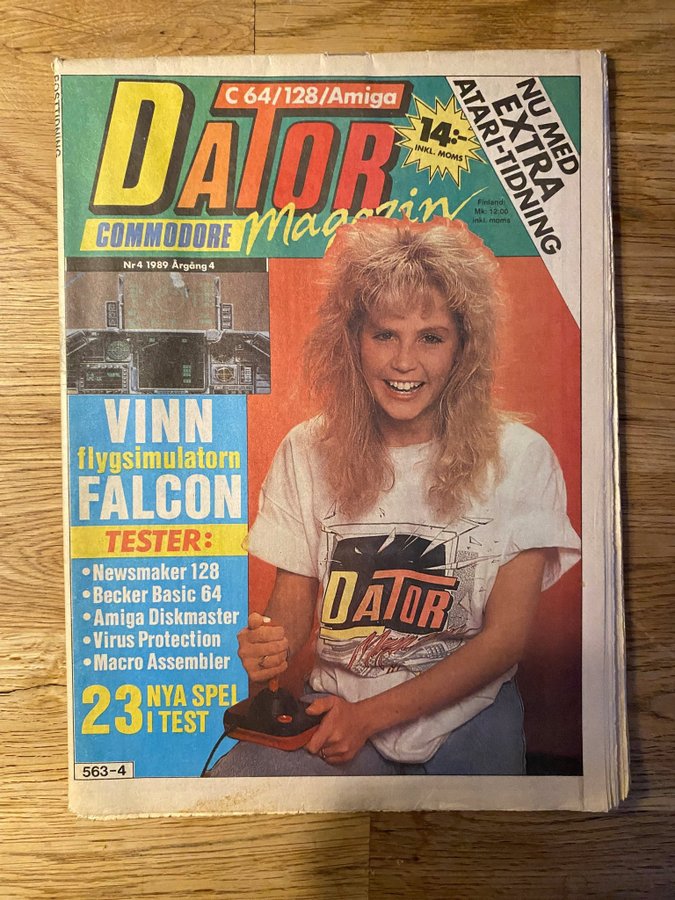 POSTTIDNING
C 64/128/Amiga
DATOR
COMMODORE
Magazin
14:-
INKL. MOMS
NU MED
EXTRA
ATARI-TIDNING
Finland:
Mk: 12,00
inkl. moms
Nr 4 1989 Årgång 4
VINN
flygsimulatorn
FALCON
TESTER:
•Newsmaker 128
•Becker Basic 64
•Amiga Diskmaster
•Virus Protection
•Macro Assembler
23 NYA SPEL
I TEST
563-4
DATOR